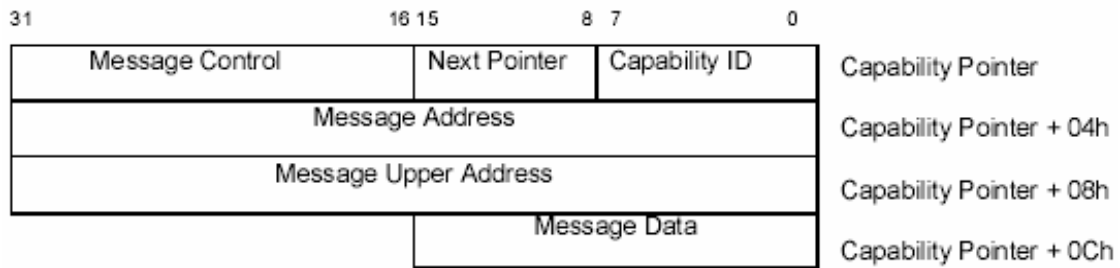 31 16 15 8 7 0
Message Control Next Pointer Capability ID Capability Pointer
Message Address Capability Pointer + 04h
Message Upper Address Capability Pointer + 08h
Message Data Capability Pointer + 0Ch